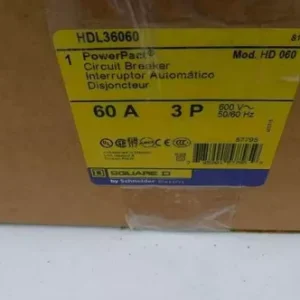 HDL36060
1 PowerPact® Mod. HD 060
Circuit Breaker
Interruptor Automático
Disjoncteur
60 A 3 P 600 V~
50/60 Hz
SQUARE D
by Schneider Electric